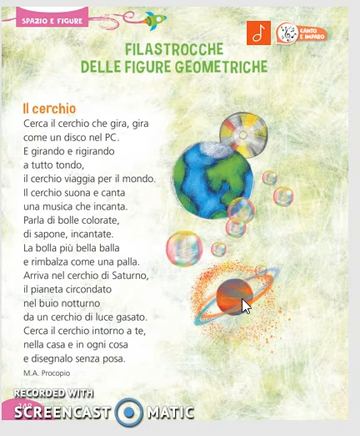 SPAZIO E FIGURE
CANTO
E IMPARO
FILASTROCCHE
DELLE FIGURE GEOMETRICHE
Il cerchio
Cerca il cerchio che gira, gira
come un disco nel PC.
E girando e rigirando
a tutto tondo,
il cerchio viaggia per il mondo.
Il cerchio suona e canta
una musica che incanta.
Parla di bolle colorate,
di sapone, incantate.
La bolla più bella balla
e rimbalza come una palla.
Arriva nel cerchio di Saturno,
il pianeta circondato
nel buio notturno
da un cerchio di luce gasato.
Cerca il cerchio intorno a te,
nella casa e in ogni cosa
e disegnalo senza posa.
M.A. Procopio
RECORDED WITH
SCREENCAST MATIC